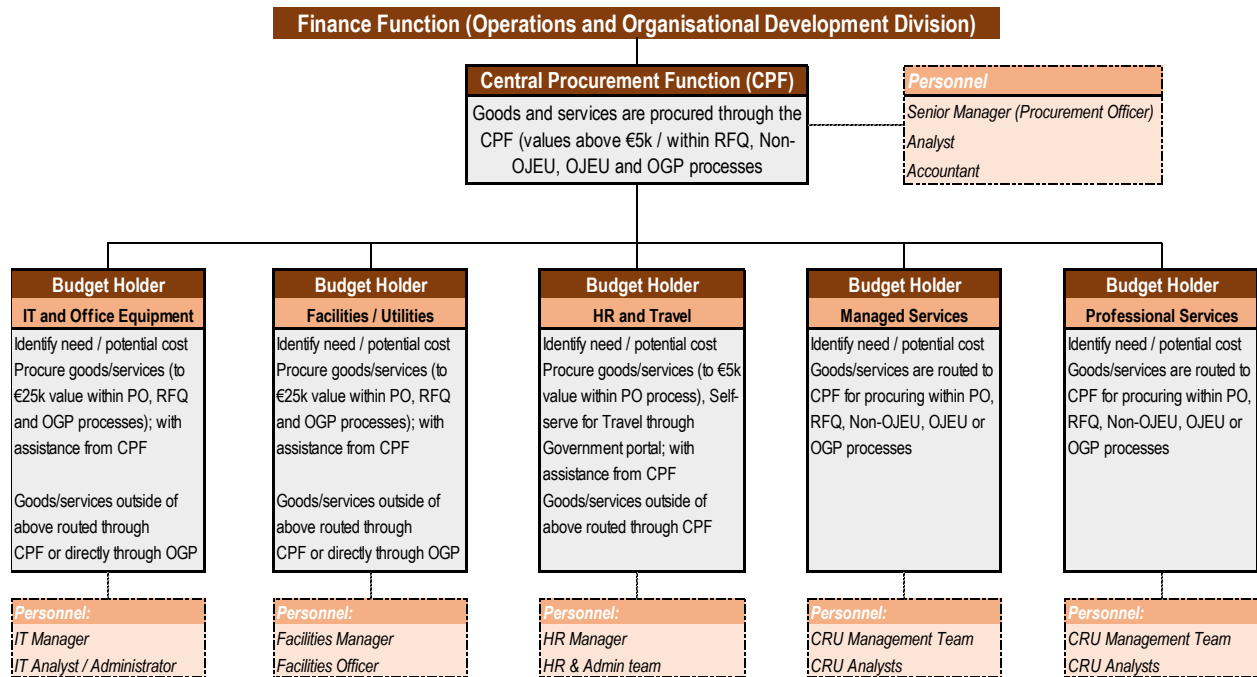 Finance Function (Operations and Organisational Development Division)
Central Procurement Function (CPF)
Goods and services are procured through the
CPF (values above €5k / within RFQ, Non-
OJEU, OJEU and OGP processes
Personnel
Senior Manager (Procurement Officer)
Analyst
Accountant
Budget Holder
IT and Office Equipment
Identify need / potential cost
Procure goods/services (to
€25k value within PO, RFQ
and OGP processes); with
assistance from CPF
Goods/services outside of
above routed through
CPF or directly through OGP
Personnel:
IT Manager
IT Analyst / Administrator
Budget Holder
Facilities / Utilities
Identify need / potential cost
Procure goods/services (to
€25k value within PO, RFQ
and OGP processes); with
assistance from CPF
Goods/services outside of
above routed through
CPF or directly through OGP
Personnel:
Facilities Manager
Facilities Officer
Budget Holder
HR and Travel
Identify need / potential cost
Procure goods/services (to €5k
value within PO process), Self-
serve for Travel through
Government portal; with
assistance from CPF
Goods/services outside of
above routed through CPF
Personnel:
HR Manager
HR & Admin team
Budget Holder
Managed Services
Identify need / potential cost
Goods/services are routed to
CPF for procuring within PO,
RFQ, Non-OJEU, OJEU or
OGP processes
Personnel:
CRU Management Team
CRU Analysts
Budget Holder
Professional Services
Identify need / potential cost
Goods/services are routed to
CPF for procuring within PO,
RFQ, Non-OJEU, OJEU or
OGP processes
Personnel:
CRU Management Team
CRU Analysts